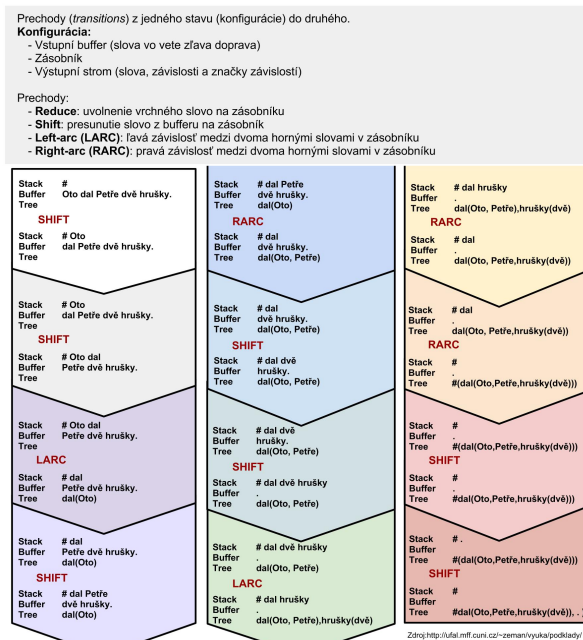 Prechody (transitions) z jedného stavu (konfigurácie) do druhého.
Konfigurácia:
- Vstupní buffer (slova vo vete zľava doprava)
- Zásobník
- Výstupní strom (slova, závislosti a značky závislostí)
Prechody:
- Reduce: uvolnenie vrchného slovo na zásobníku
- Shift: presunutie slovo z bufferu na zásobník
- Left-arc (LARC): ľavá závislosť medzi dvoma hornými slovami v zásobníku
- Right-arc (RARC): pravá závislosť medzi dvoma hornými slovami v zásobníku
Stack #
Buffer Oto dal Petře dvě hrušky.
Tree
SHIFT
Stack # Oto
Buffer dal Petře dvě hrušky.
Tree
Stack # Oto
Buffer dal Petře dvě hrušky.
Tree
SHIFT
Stack # Oto dal
Buffer Petře dvě hrušky.
Tree
Stack # Oto dal
Buffer Petře dvě hrušky.
Tree
LARC
Stack # dal
Buffer Petře dvě hrušky.
Tree dal(Oto)
Stack # dal
Buffer Petře dvě hrušky.
Tree dal(Oto)
SHIFT
Stack # dal Petře
Buffer dvě hrušky.
Tree dal(Oto)
Stack # dal Petře
Buffer dvě hrušky.
Tree dal(Oto)
RARC
Stack # dal
Buffer dvě hrušky.
Tree dal(Oto, Petře)
Stack # dal
Buffer dvě hrušky.
Tree dal(Oto, Petře)
SHIFT
Stack # dal dvě
Buffer hrušky.
Tree dal(Oto, Petře)
Stack # dal dvě
Buffer hrušky.
Tree dal(Oto, Petře)
SHIFT
Stack # dal dvě hrušky
Buffer .
Tree dal(Oto, Petře)
Stack # dal dvě hrušky
Buffer .
Tree dal(Oto, Petře)
LARC
Stack # dal hrušky
Buffer .
Tree dal(Oto, Petře),hrušky(dvě)
Stack # dal hrušky
Buffer .
Tree dal(Oto, Petře),hrušky(dvě)
RARC
Stack # dal
Buffer .
Tree dal(Oto, Petře,hrušky(dvě))
Stack # dal
Buffer .
Tree dal(Oto, Petře,hrušky(dvě))
RARC
Stack #
Buffer .
Tree #(dal(Oto,Petře,hrušky(dvě)))
Stack #
Buffer .
Tree #(dal(Oto,Petře,hrušky(dvě)))
SHIFT
Stack #
Buffer .
Tree #dal(Oto,Petře,hrušky(dvě)))
Stack # .
Buffer
Tree #(dal(Oto,Petře,hrušky(dvě)))
SHIFT
Stack #
Buffer
Tree #dal(Oto,Petře,hrušky(dvě)), . )
Zdroj:http://ufal.mff.cuni.cz/~zeman/vyuka/podklady/